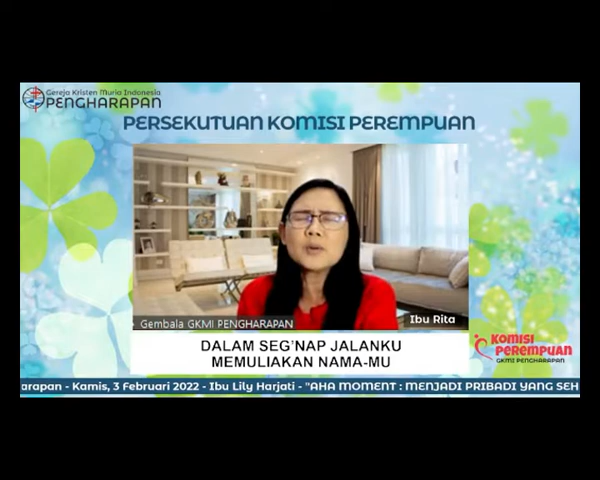 Gereja Kristen Muria Indonesia
PENGHARAPAN
PERSEKUTUAN KOMISI PEREMPUAN
Gembala GKMI PENGHARAPAN
Ibu Rita
DALAM SEG'NAP JALANKU
MEMULIAKAN NAMA-MU
KOMISI
PEREMPUAN
GKMI PENGHARAPAN
arapan - Kamis, 3 Februari 2022 - Ibu Lily Harjati - "AHA MOMENT : MENJADI PRIBADI YANG SEH